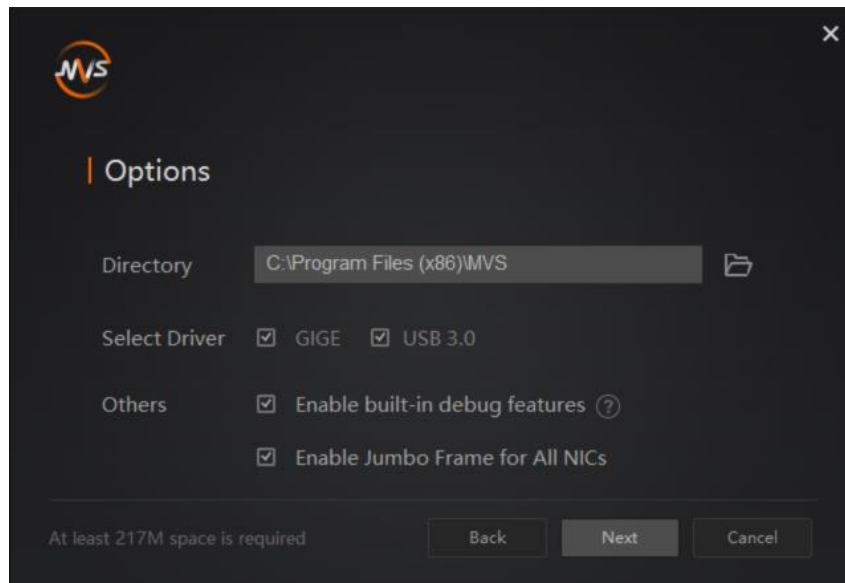 MVS
Options
Directory C:\Program Files (x86)\MVS
Select Driver GIGE USB 3.0
Others Enable built-in debug features ?
Enable Jumbo Frame for All NICs
At least 217M space is required Back Next Cancel